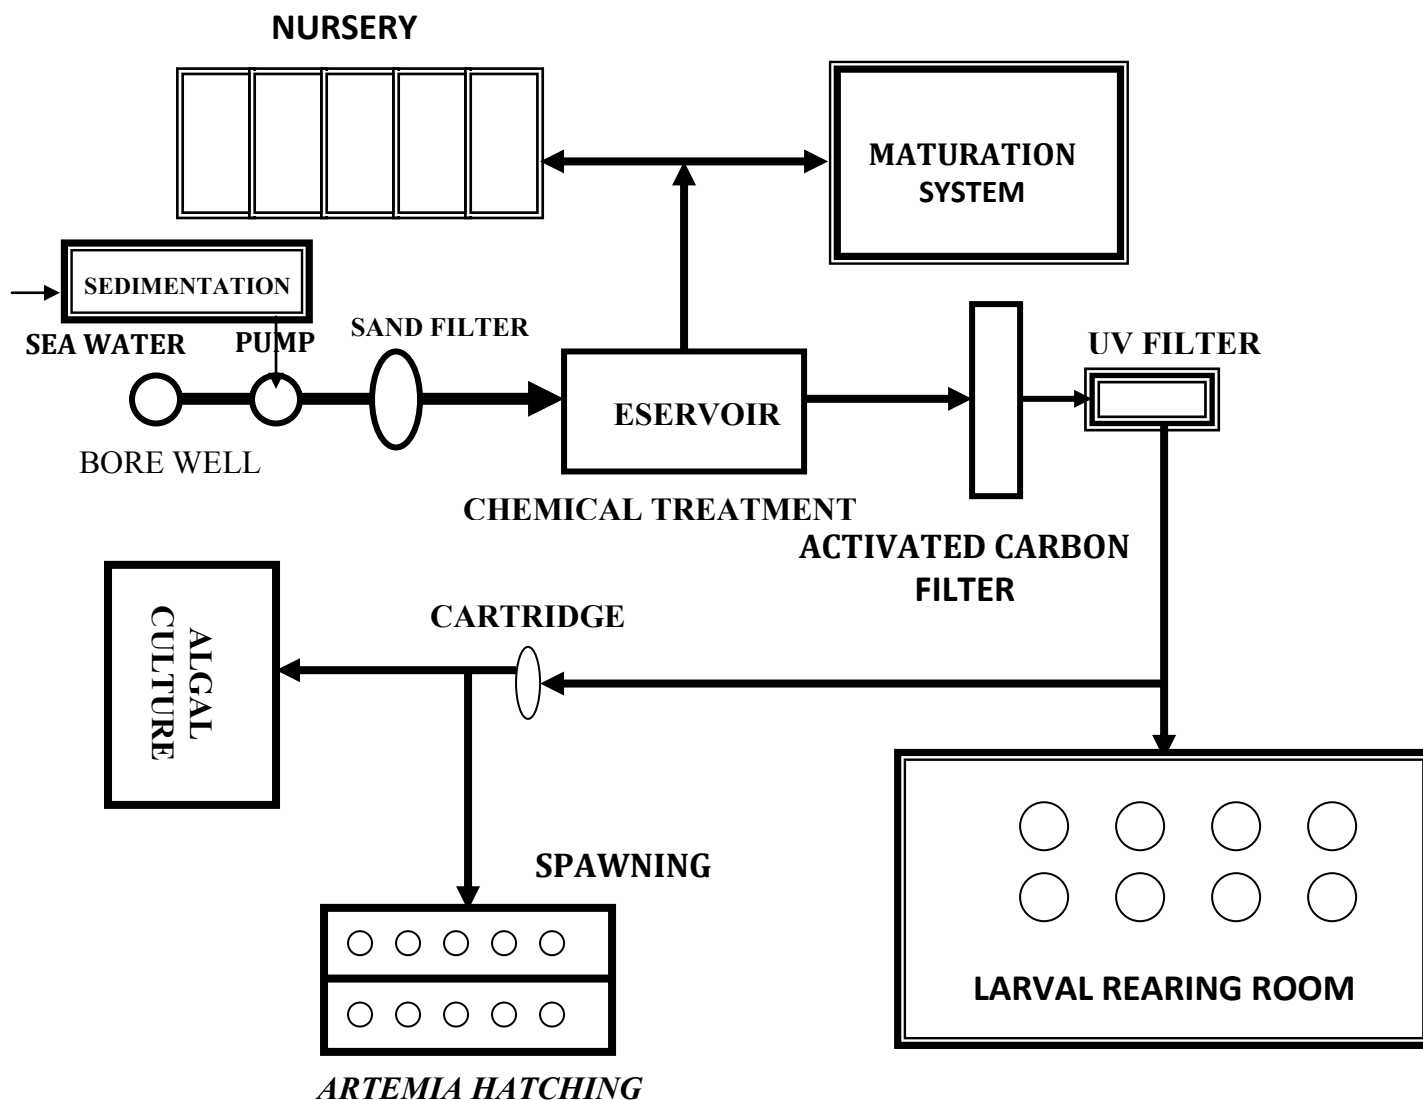 NURSERY
MATURATION
SYSTEM
SEDIMENTATION
SEA WATER
PUMP
SAND FILTER
UV FILTER
ESERVOIR
BORE WELL
CHEMICAL TREATMENT
ACTIVATED CARBON
FILTER
ALGAL
CULTURE
CARTRIDGE
SPAWNING
LARVAL REARING ROOM
ARTEMIA HATCHING